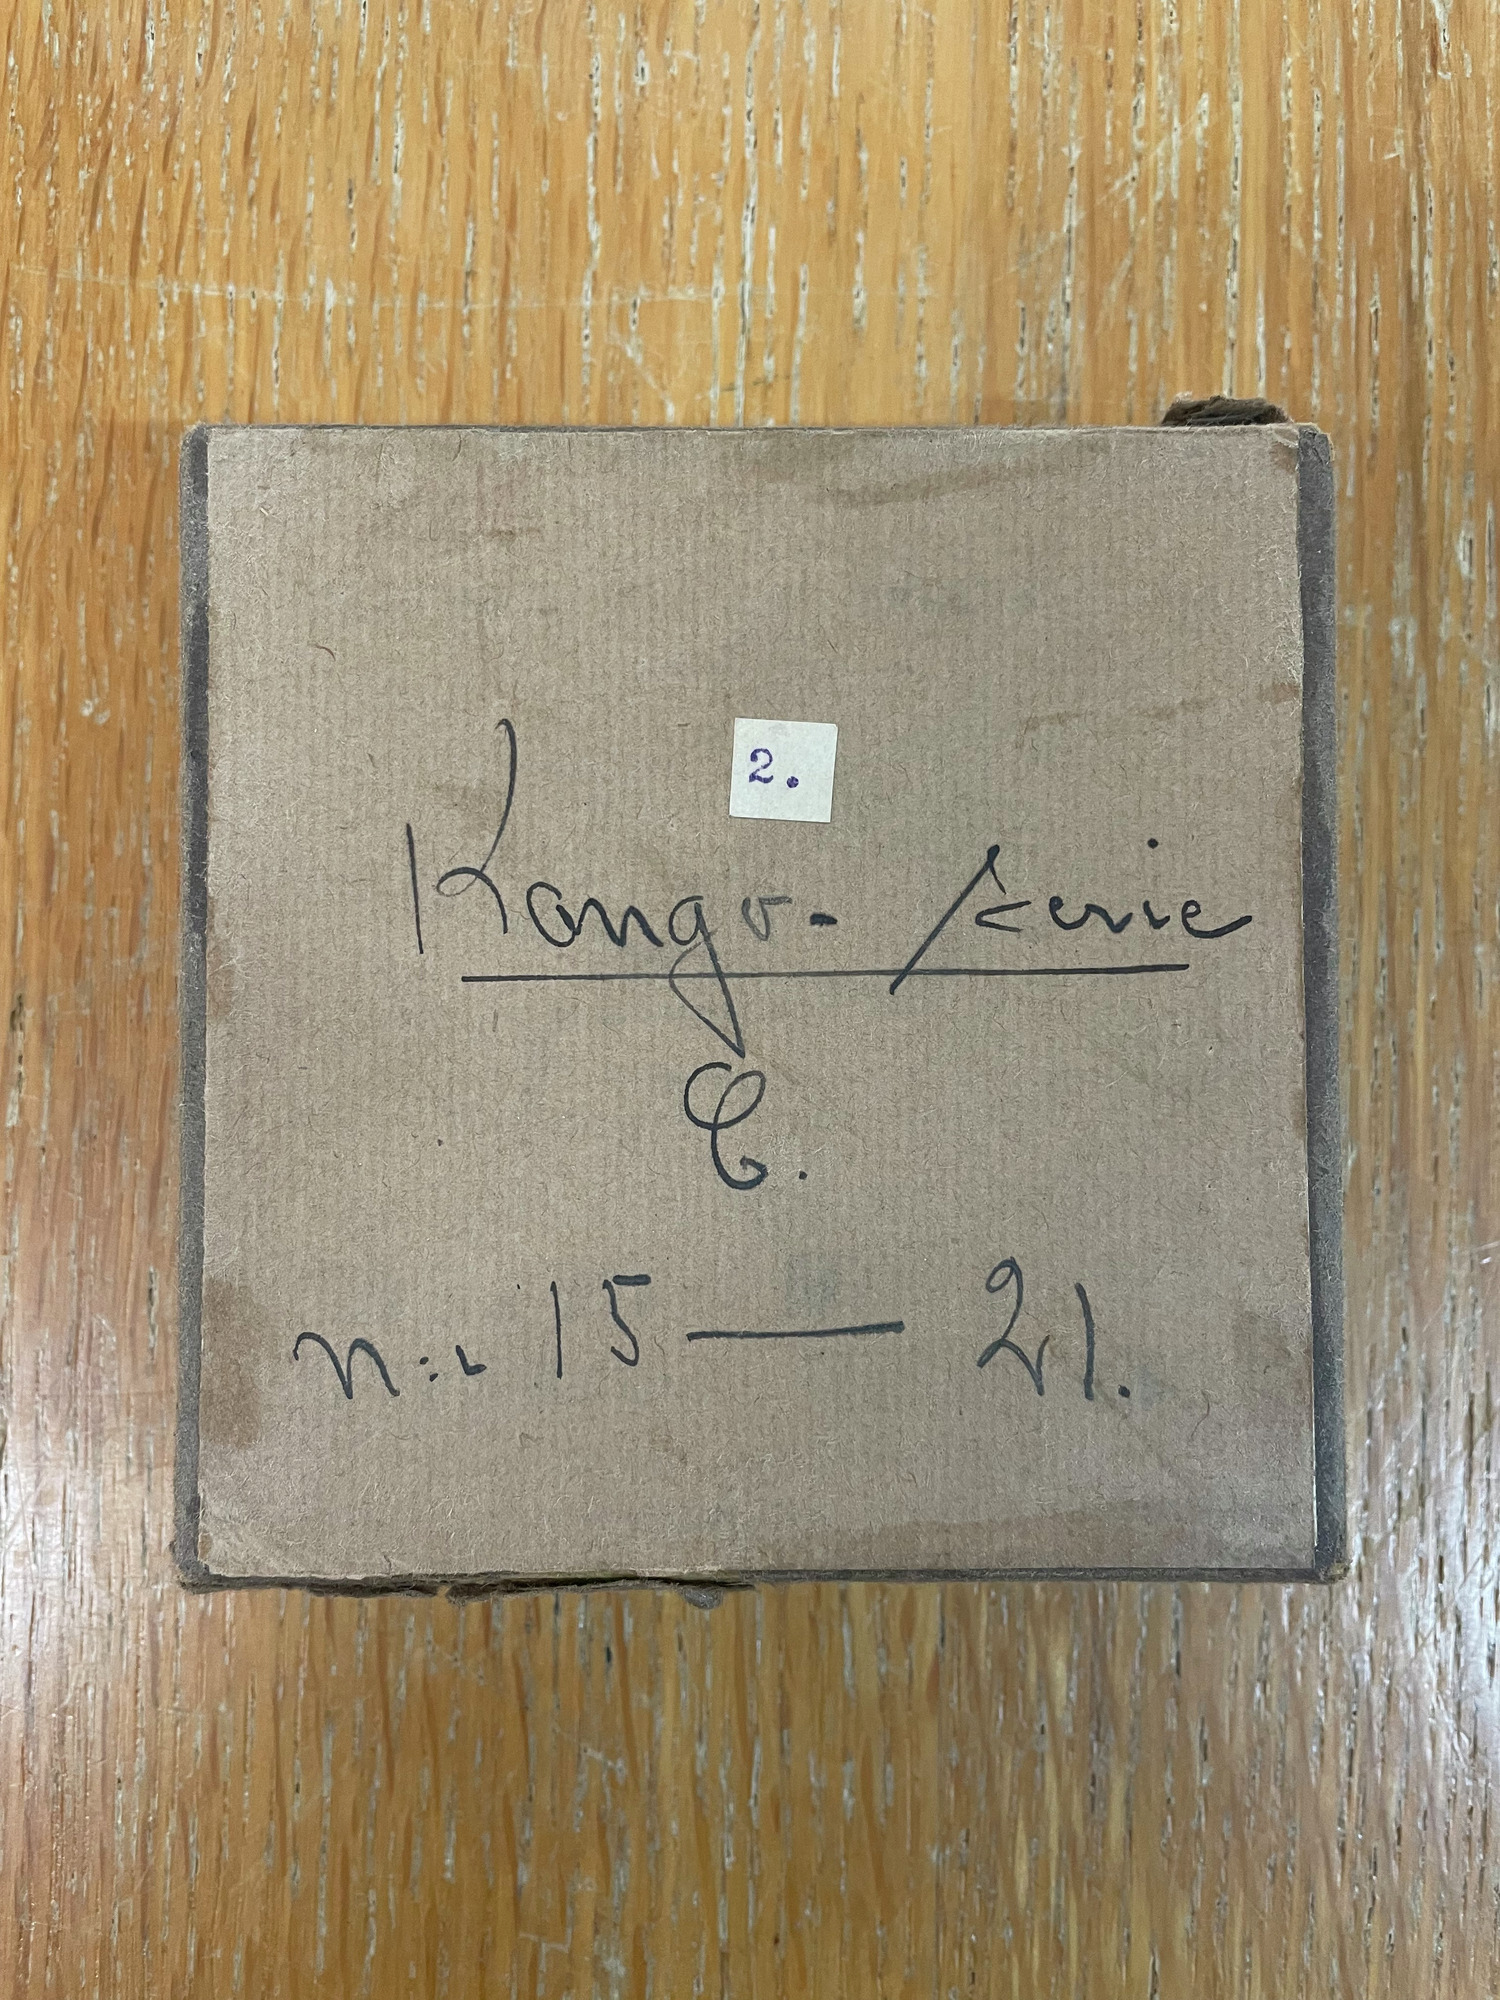 2.
Kongo-serie
C.
n:r 15 — 21.